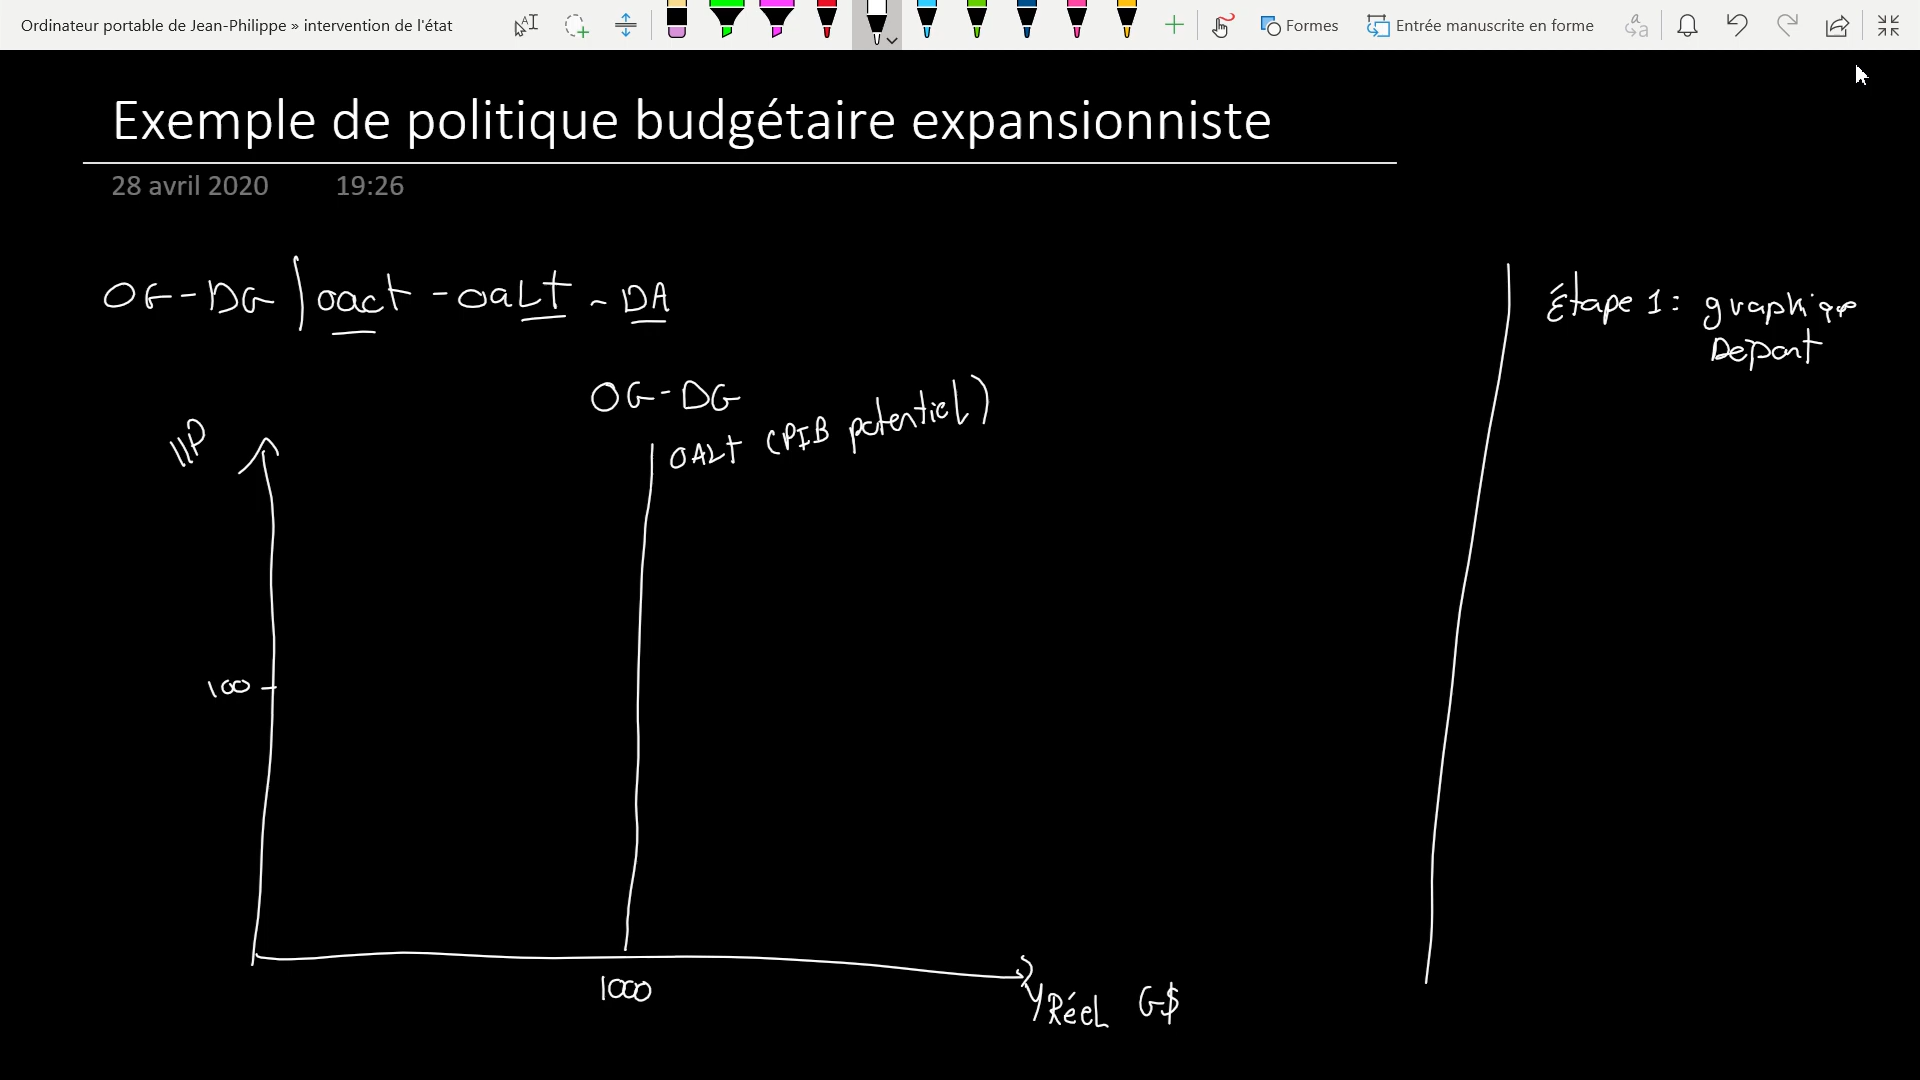 Ordinateur portable de Jean-Philippe » intervention de l'état
Formes
Entrée manuscrite en forme
Exemple de politique budgétaire expansionniste
28 avril 2020 19:26
OG-DG | oact - oaLt - DA
Étape 1: graphique
Depart
OG-DG
OALT (PIB potentiel)
100
1000
Y Réel G$